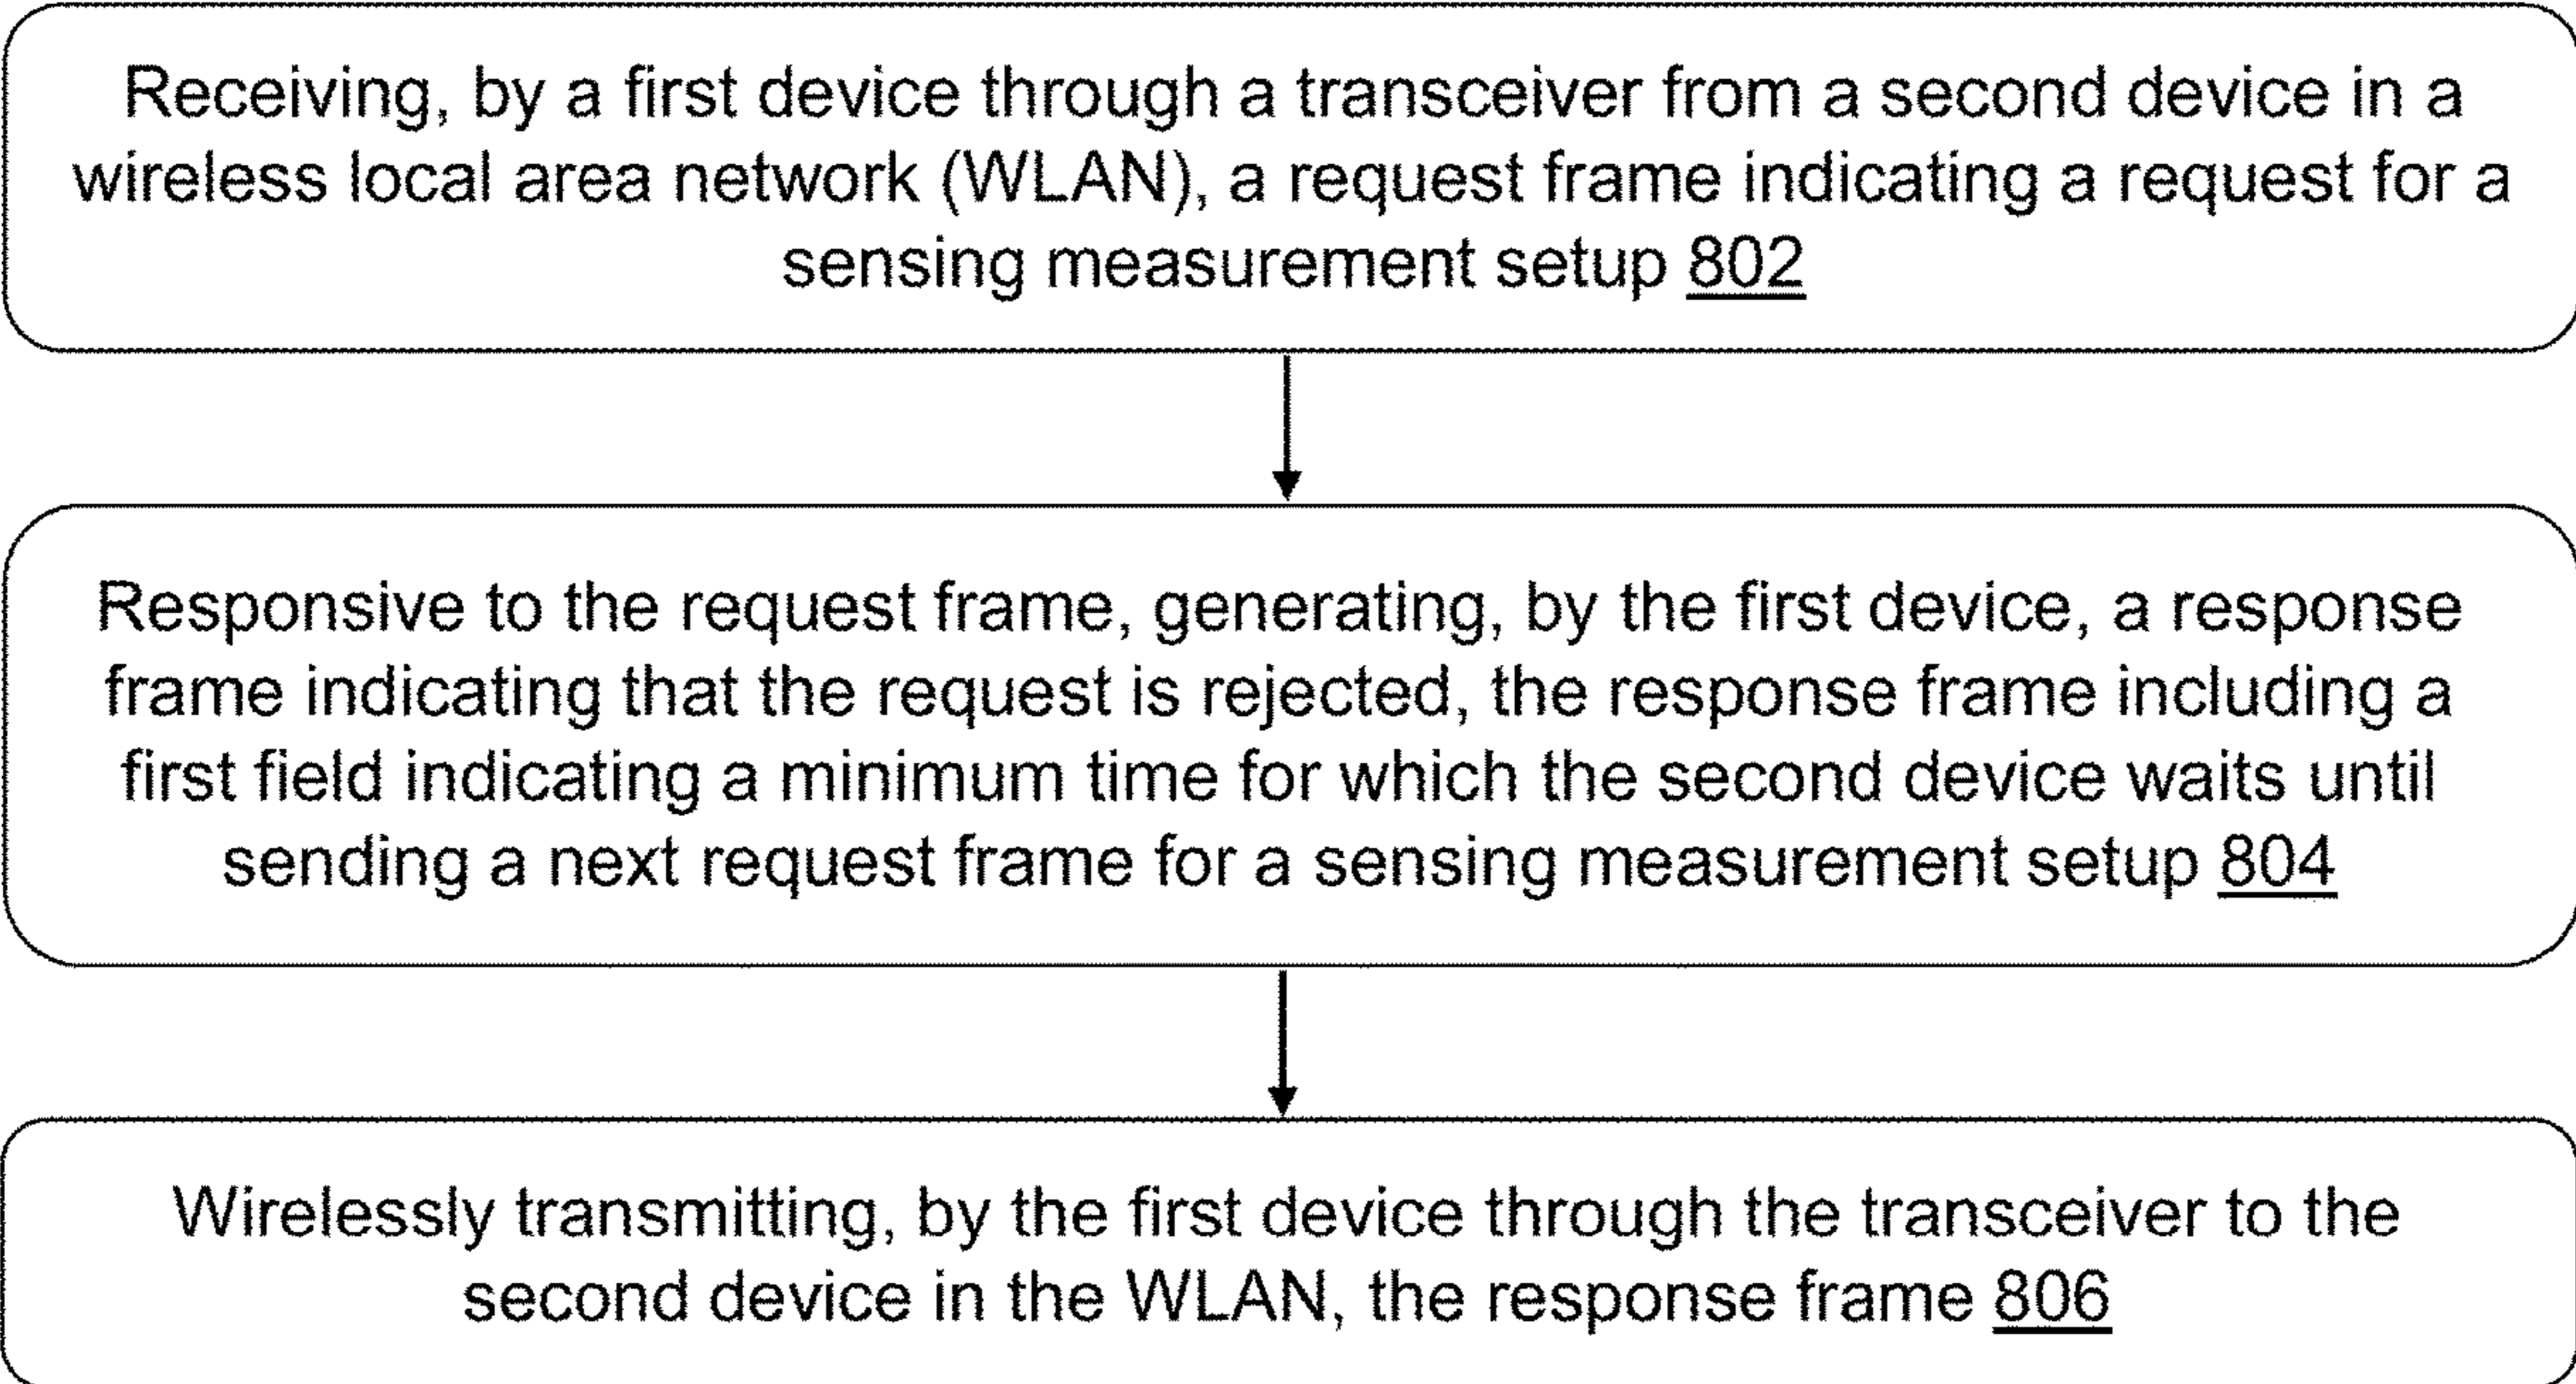 Receiving, by a first device through a transceiver from a second device in a
wireless local area network (WLAN), a request frame indicating a request for a
sensing measurement setup 802
Responsive to the request frame, generating, by the first device, a response
frame indicating that the request is rejected, the response frame including a
first field indicating a minimum time for which the second device waits until
sending a next request frame for a sensing measurement setup 804
Wirelessly transmitting, by the first device through the transceiver to the
second device in the WLAN, the response frame 806